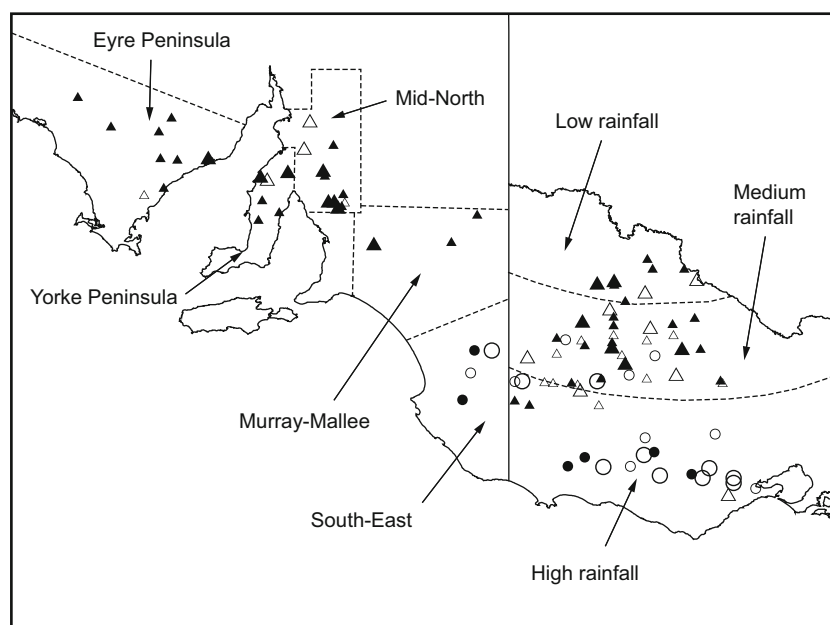 Eyre Peninsula
Mid-North
Low rainfall
Medium
rainfall
Yorke Peninsula
Murray-Mallee
South-East
High rainfall